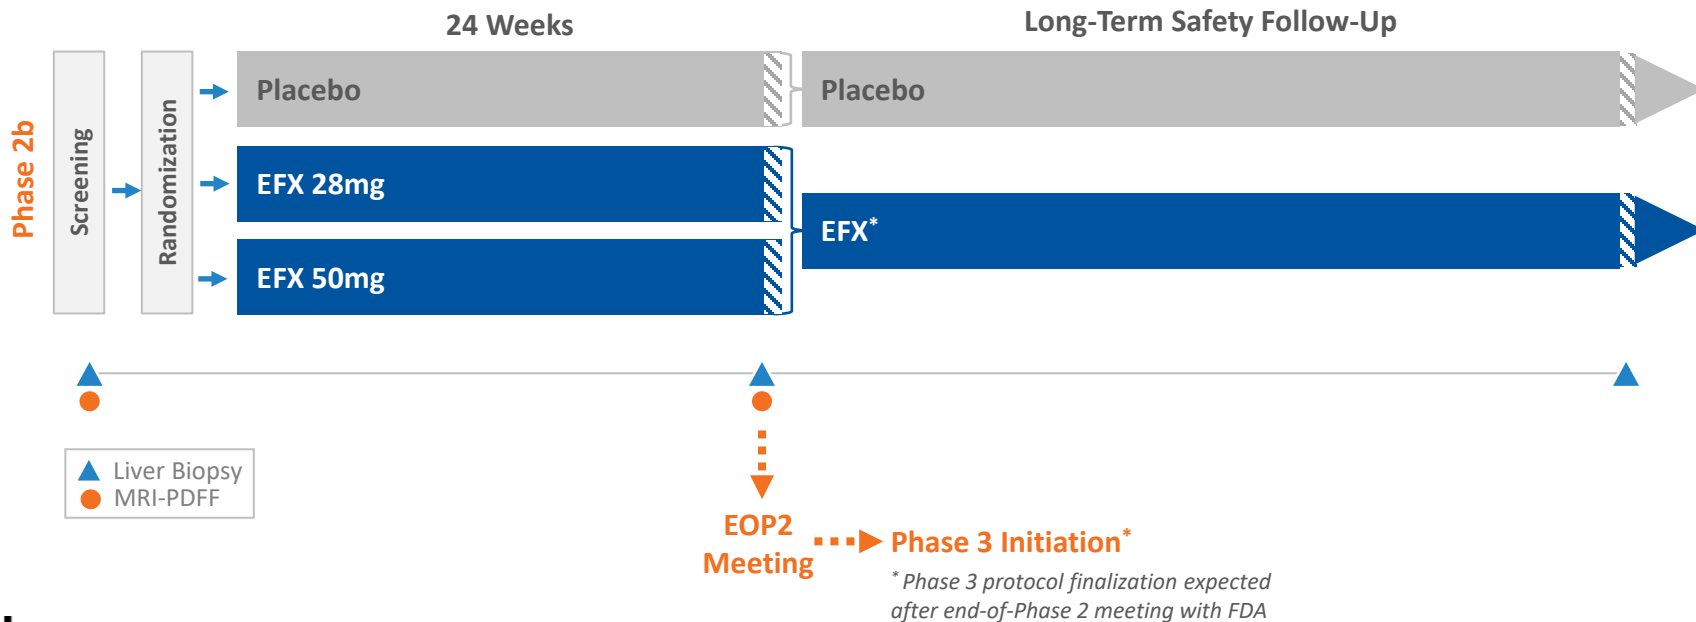 24 Weeks
Long-Term Safety Follow-Up
Phase 2b
Screening
Randomization
Placebo
Placebo
EFX 28mg
EFX*
EFX 50mg
Liver Biopsy
MRI-PDFF
EOP2
Meeting
Phase 3 Initiation*
* Phase 3 protocol finalization expected
after end-of-Phase 2 meeting with FDA